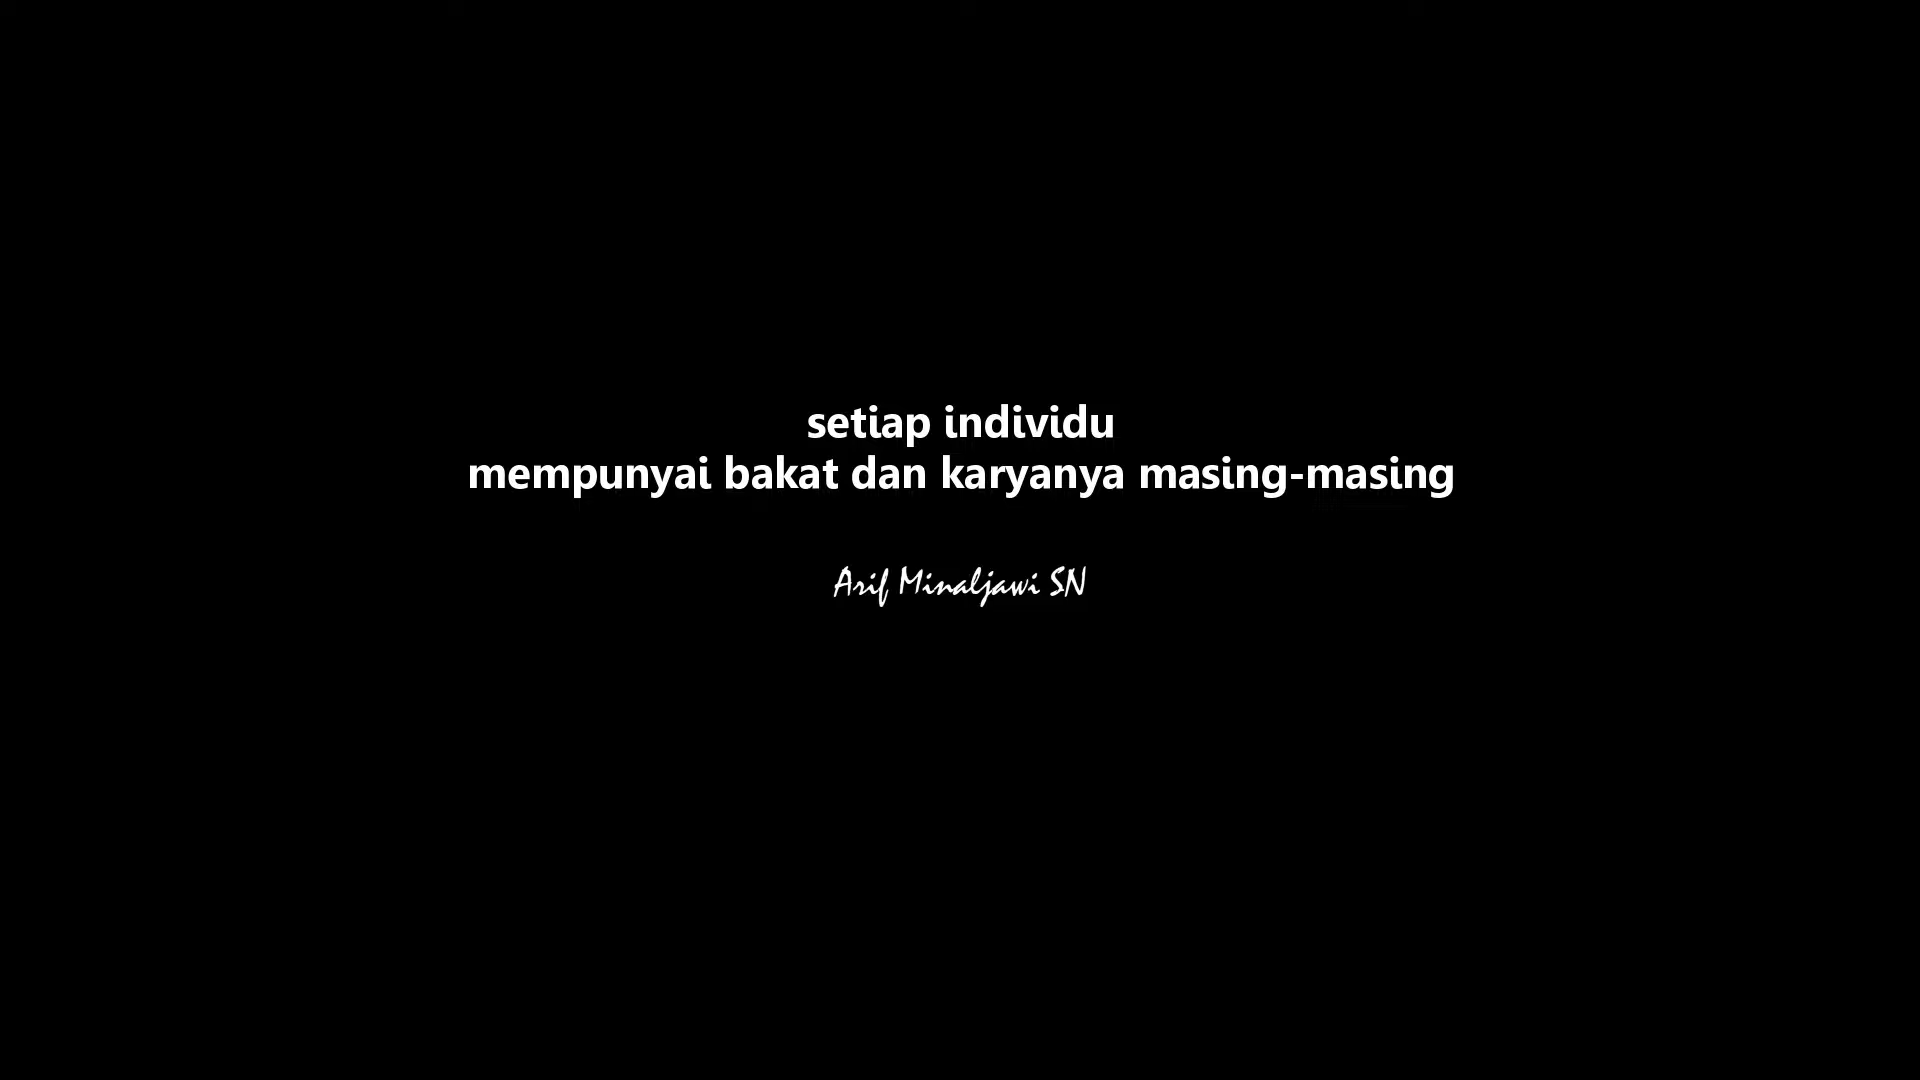 setiap individu
mempunyai bakat dan karyanya masing-masing
Arif Minaljawi SN